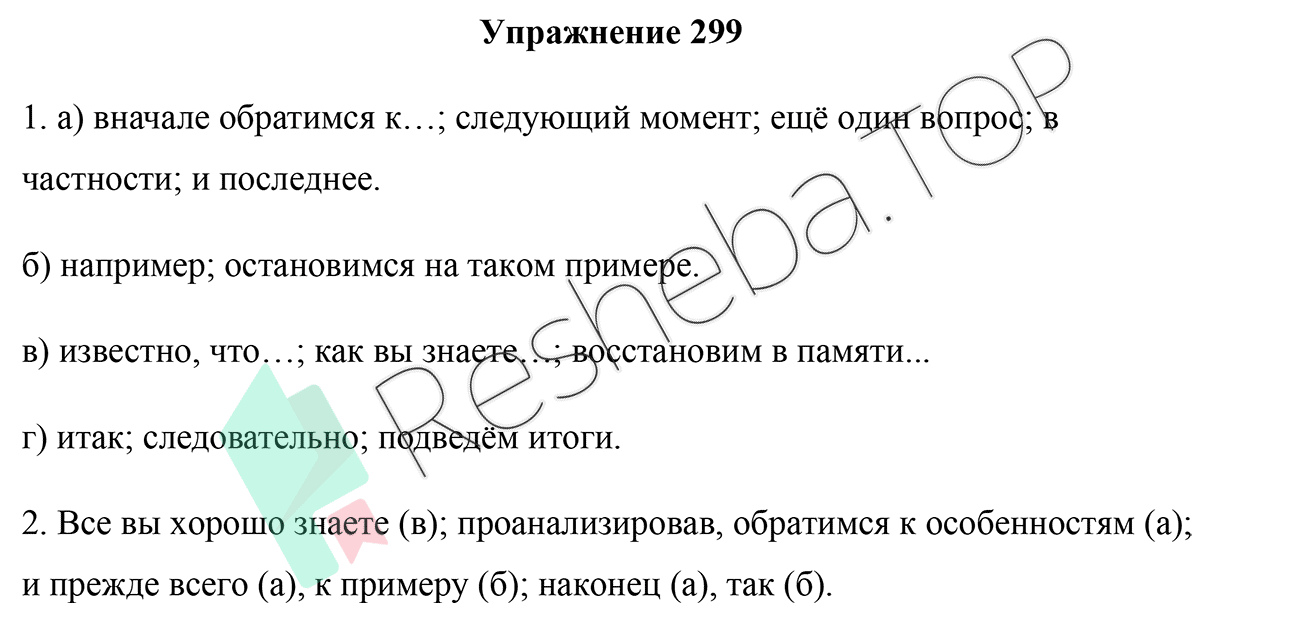 Упражнение 299
1. а) вначале обратимся к…; следующий момент; ещё один вопрос; в
частности; и последнее.
б) например; остановимся на таком примере.
в) известно, что…; как вы знаете…; восстановим в памяти...
г) итак; следовательно; подведём итоги.
2. Все вы хорошо знаете (в); проанализировав, обратимся к особенностям (а);
и прежде всего (а), к примеру (б); наконец (а), так (б).
Resheba.TOP